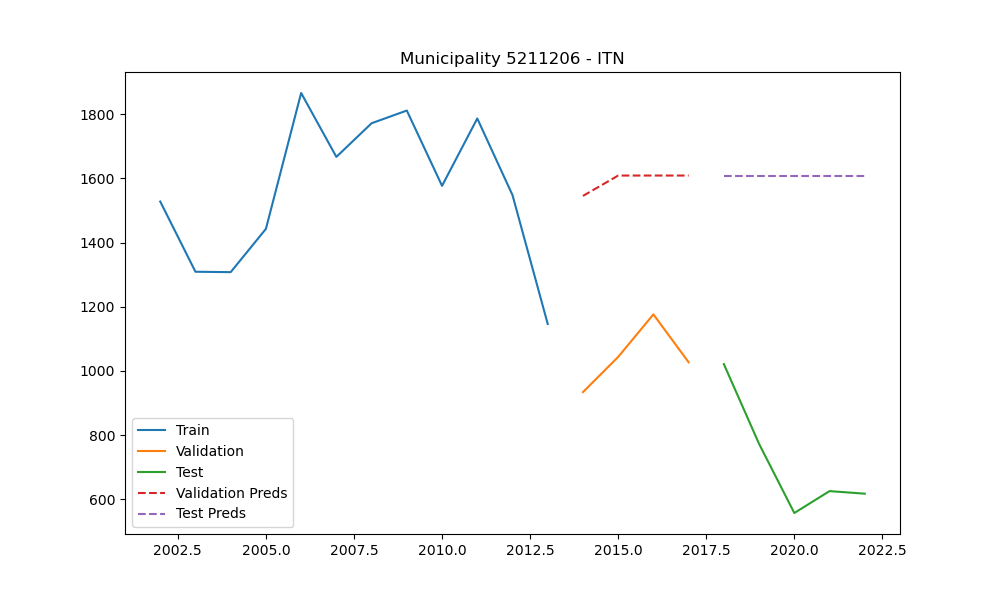 Municipality 5211206 - ITN
1800
1600
1400
1200
1000
800
600
Train
Validation
Test
Validation Preds
Test Preds
2002.5 2005.0 2007.5 2010.0 2012.5 2015.0 2017.5 2020.0 2022.5